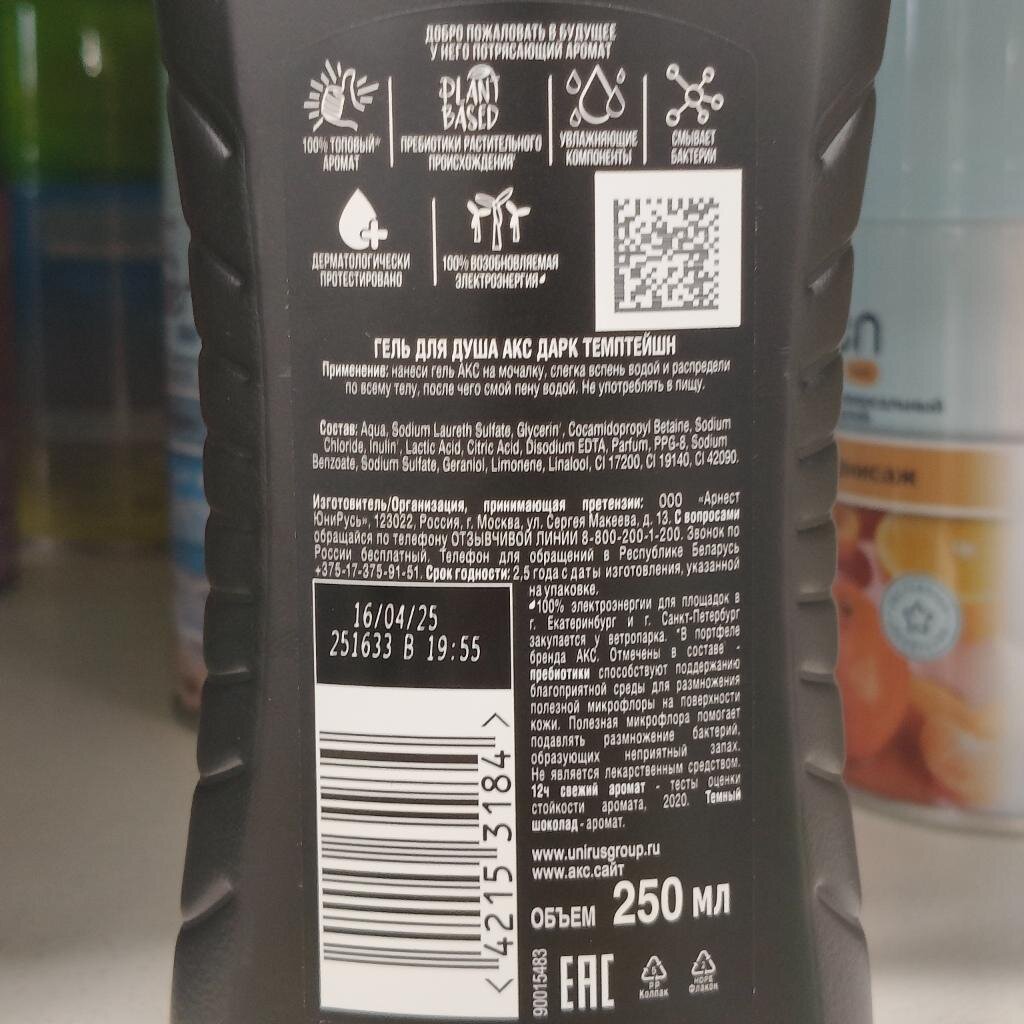 ДОБРО ПОЖАЛОВАТЬ В БУДУЩЕЕ
У НЕГО ПОТРЯСАЮЩИЙ АРОМАТ
100% ТОПОВЫЙ*
АРОМАТ
PLANT
BASED
ПРЕБИОТИКИ РАСТИТЕЛЬНОГО
ПРОИСХОЖДЕНИЯ
УВЛАЖНЯЮЩИЕ
КОМПОНЕНТЫ
СМЫВАЕТ
БАКТЕРИИ
ДЕРМАТОЛОГИЧЕСКИ
ПРОТЕСТИРОВАНО
100% ВОЗОБНОВЛЯЕМАЯ
ЭЛЕКТРОЭНЕРГИЯ
ГЕЛЬ ДЛЯ ДУША АКС ДАРК ТЕМПТЕЙШН
Применение: нанеси гель АКС на мочалку, слегка вспень водой и распредели
по всему телу, после чего смой пену водой. Не употреблять в пищу.
Состав: Aqua, Sodium Laureth Sulfate, Glycerin, Cocamidopropyl Betaine, Sodium
Chloride, Inulin, Lactic Acid, Citric Acid, Disodium EDTA, Parfum, PPG-8, Sodium
Benzoate, Sodium Sulfate, Geraniol, Limonene, Linalool, CI 17200, CI 19140, CI 42090.
Изготовитель/Организация, принимающая претензии: ООО «Арнест
ЮниРусь», 123022, Россия, г. Москва, ул. Сергея Макеева, д. 13. С вопросами
обращайся по телефону ОТЗЫВЧИВОЙ ЛИНИИ 8-800-200-1-200. Звонок по
России бесплатный. Телефон для обращений в Республике Беларусь
+375-17-375-91-51. Срок годности: 2,5 года с даты изготовления, указанной
на упаковке.
16/04/25
251633 В 19:55
100% электроэнергии для площадок в
г. Екатеринбург и г. Санкт-Петербург
закупается у ветропарка. *В портфеле
бренда АКС. Отмечены в составе -
пребиотики способствуют поддержанию
благоприятной среды для размножения
полезной микрофлоры на поверхности
кожи. Полезная микрофлора помогает
подавлять размножение бактерий,
образующих неприятный запах.
Не является лекарственным средством.
12ч свежий аромат - тесты оценки
стойкости аромата, 2020. Темный
шоколад - аромат.
www.unirusgroup.ru
www.акс.сайт
ОБЪЕМ 250 мл
<42153184>
90015483
EAC
5
PP
Колпак
2
HDPE
Флакон